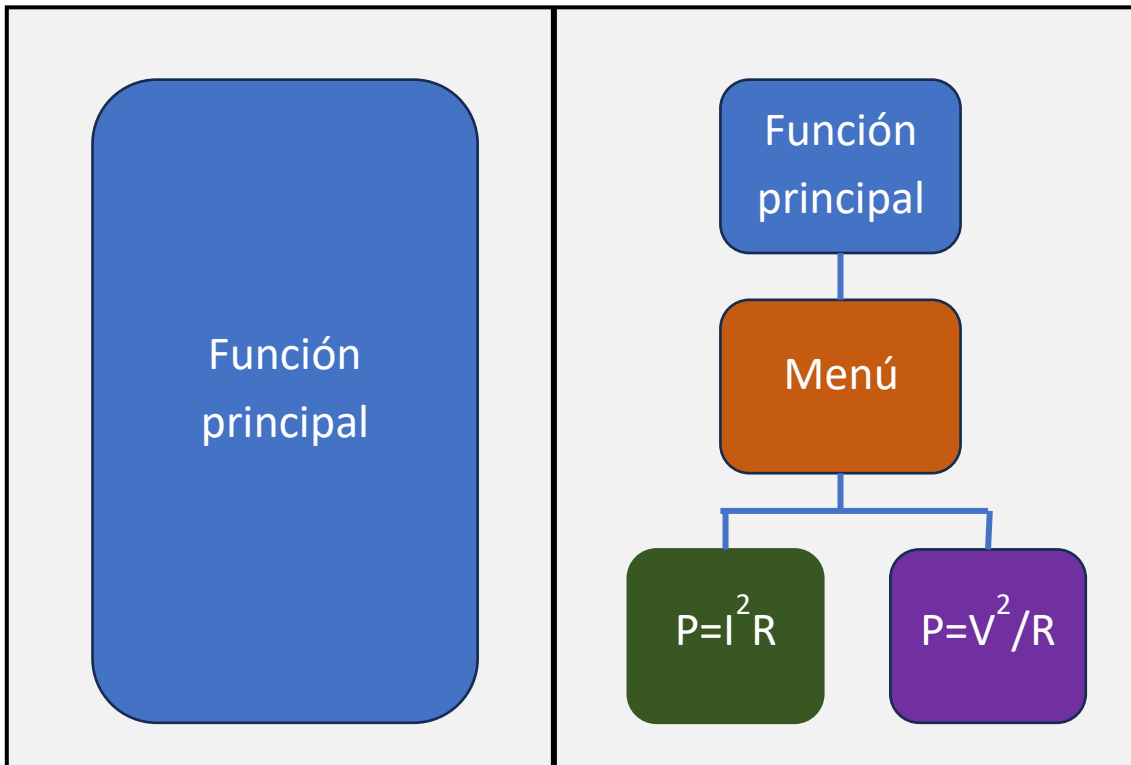 Función
principal
Función
principal
Menú
P=I²R
P=V²/R